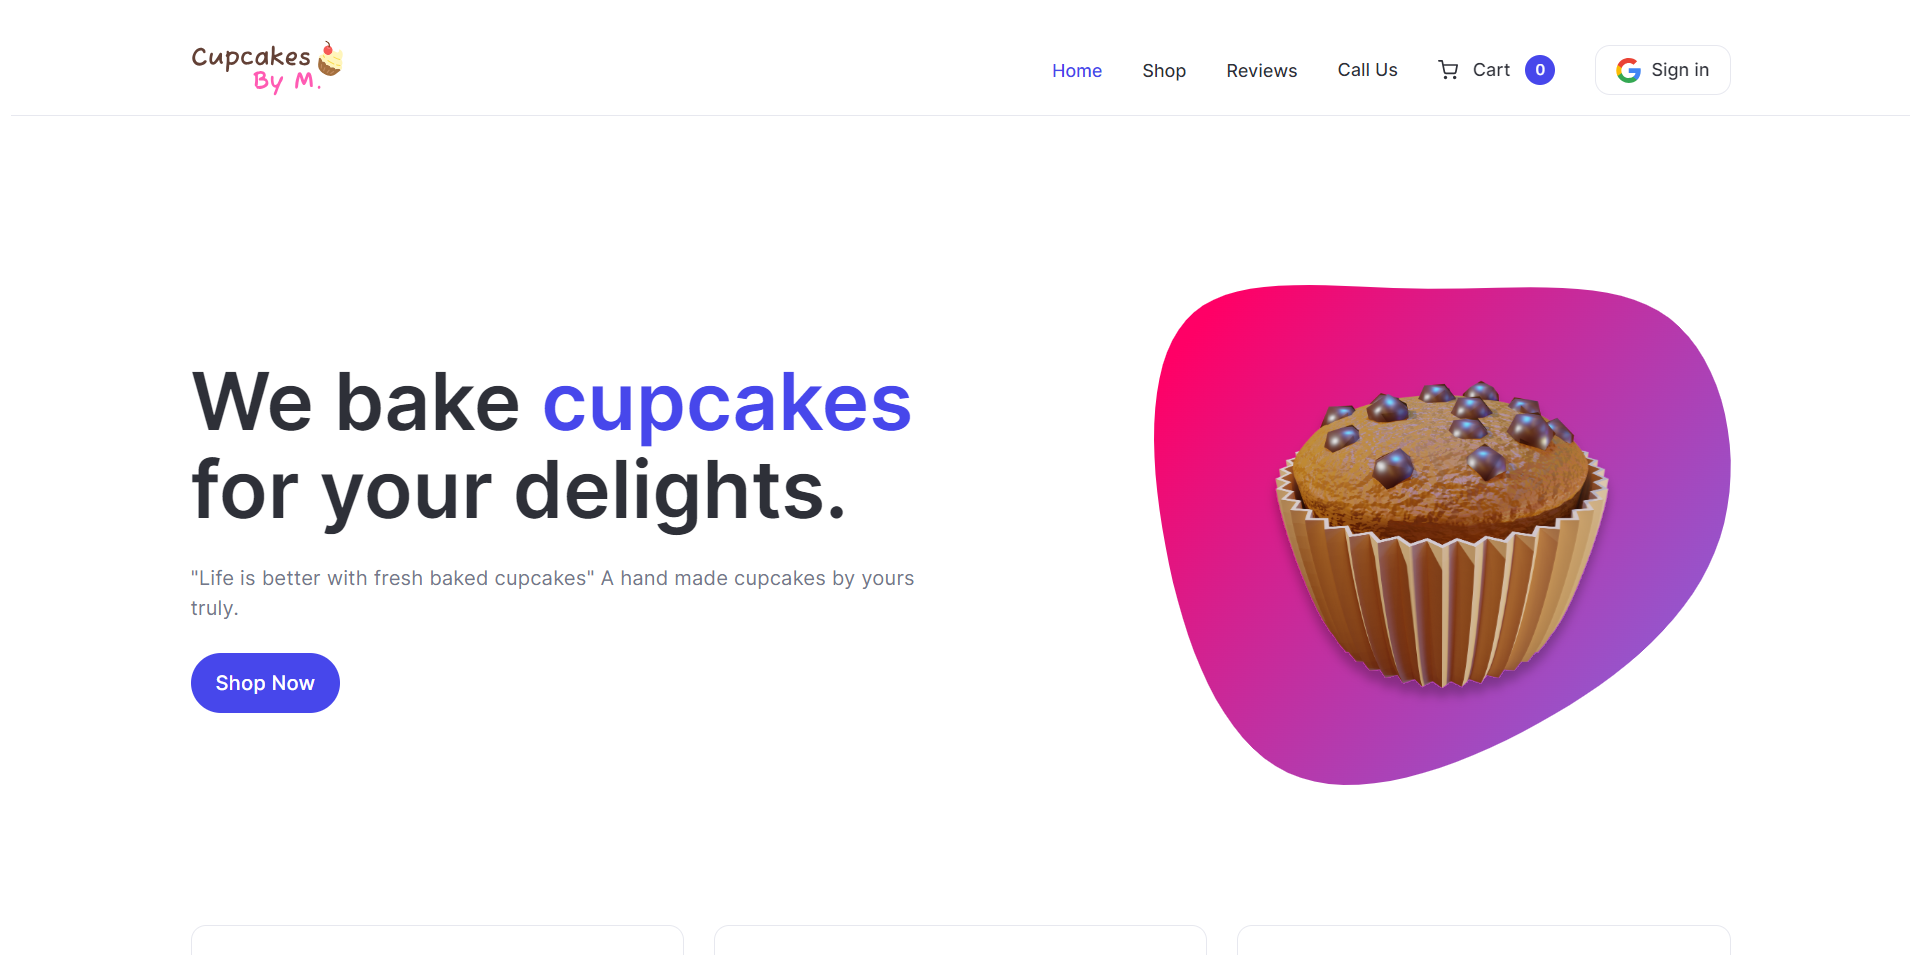 Cupcakes
By M.
Home Shop Reviews Call Us Cart 0 Sign in
We bake cupcakes
for your delights.
"Life is better with fresh baked cupcakes" A hand made cupcakes by yours
truly.
Shop Now